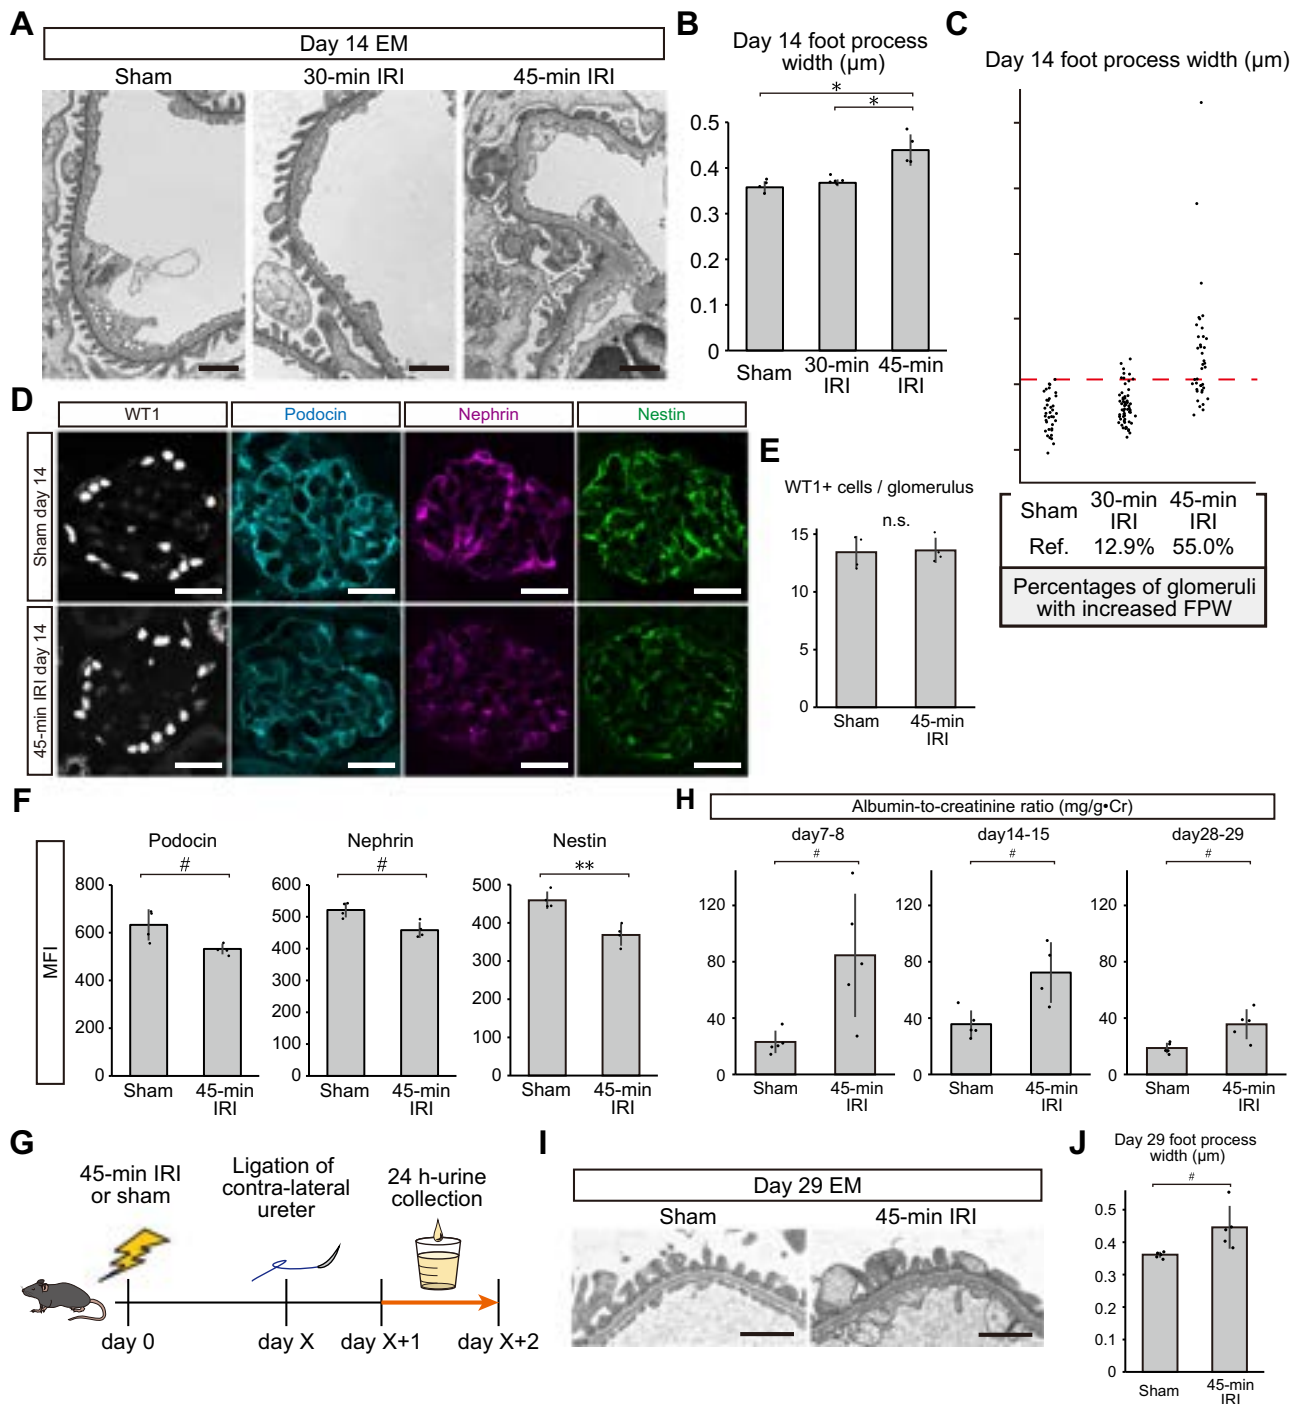 A
Day 14 EM
Sham
30-min IRI
45-min IRI
B
Day 14 foot process
width (µm)
*
*
0.5
0.4
0.3
0.2
0.1
0
Sham
30-min
IRI
45-min
IRI
C
Day 14 foot process width (µm)
Sham
30-min
IRI
45-min
IRI
Ref.
12.9%
55.0%
Percentages of glomeruli
with increased FPW
D
WT1
Podocin
Nephrin
Nestin
Sham day 14
45-min IRI day 14
E
WT1+ cells / glomerulus
n.s.
15
10
5
0
Sham
45-min
IRI
F
MFI
Podocin
#
800
600
400
200
0
Sham
45-min
IRI
Nephrin
#
600
500
400
300
200
100
0
Sham
45-min
IRI
Nestin
**
500
400
300
200
100
0
Sham
45-min
IRI
H
Albumin-to-creatinine ratio (mg/g•Cr)
day7-8
#
120
80
40
0
Sham
45-min
IRI
day14-15
#
120
80
40
0
Sham
45-min
IRI
day28-29
#
120
80
40
0
Sham
45-min
IRI
G
45-min IRI
or sham
Ligation of
contra-lateral
ureter
24 h-urine
collection
day 0
day X
day X+1
day X+2
I
Day 29 EM
Sham
45-min IRI
J
Day 29 foot process
width (µm)
#
0.5
0.4
0.3
0.2
0.1
0
Sham
45-min
IRI